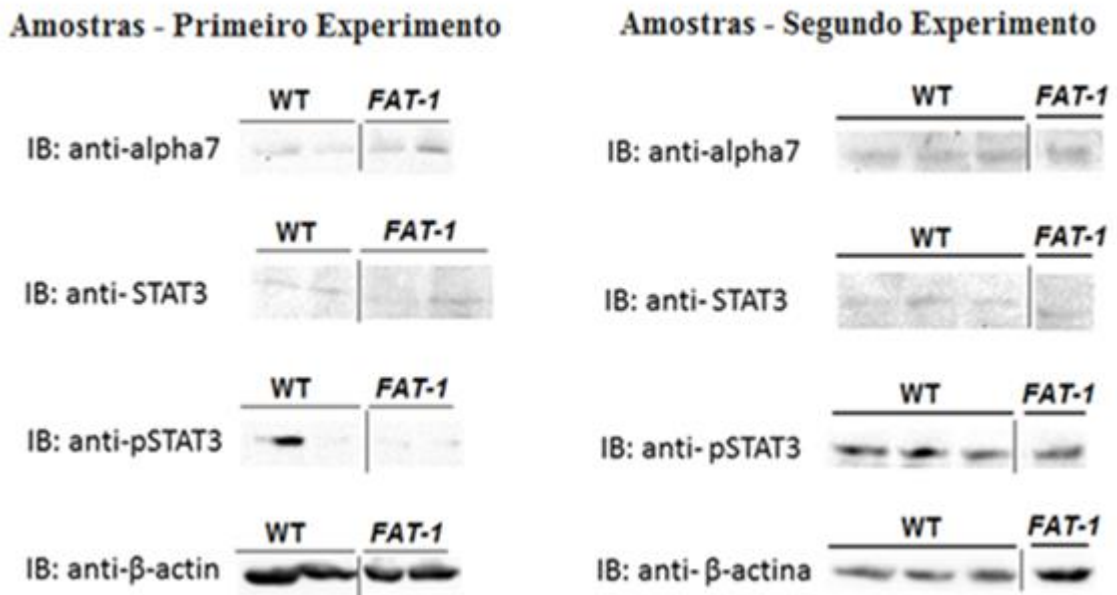 Amostras - Primeiro Experimento
WT FAT-1
IB: anti-alpha7
WT FAT-1
IB: anti- STAT3
WT FAT-1
IB: anti-pSTAT3
WT FAT-1
IB: anti-β-actin
Amostras - Segundo Experimento
WT FAT-1
IB: anti-alpha7
WT FAT-1
IB: anti- STAT3
WT FAT-1
IB: anti- pSTAT3
WT FAT-1
IB: anti- β-actina